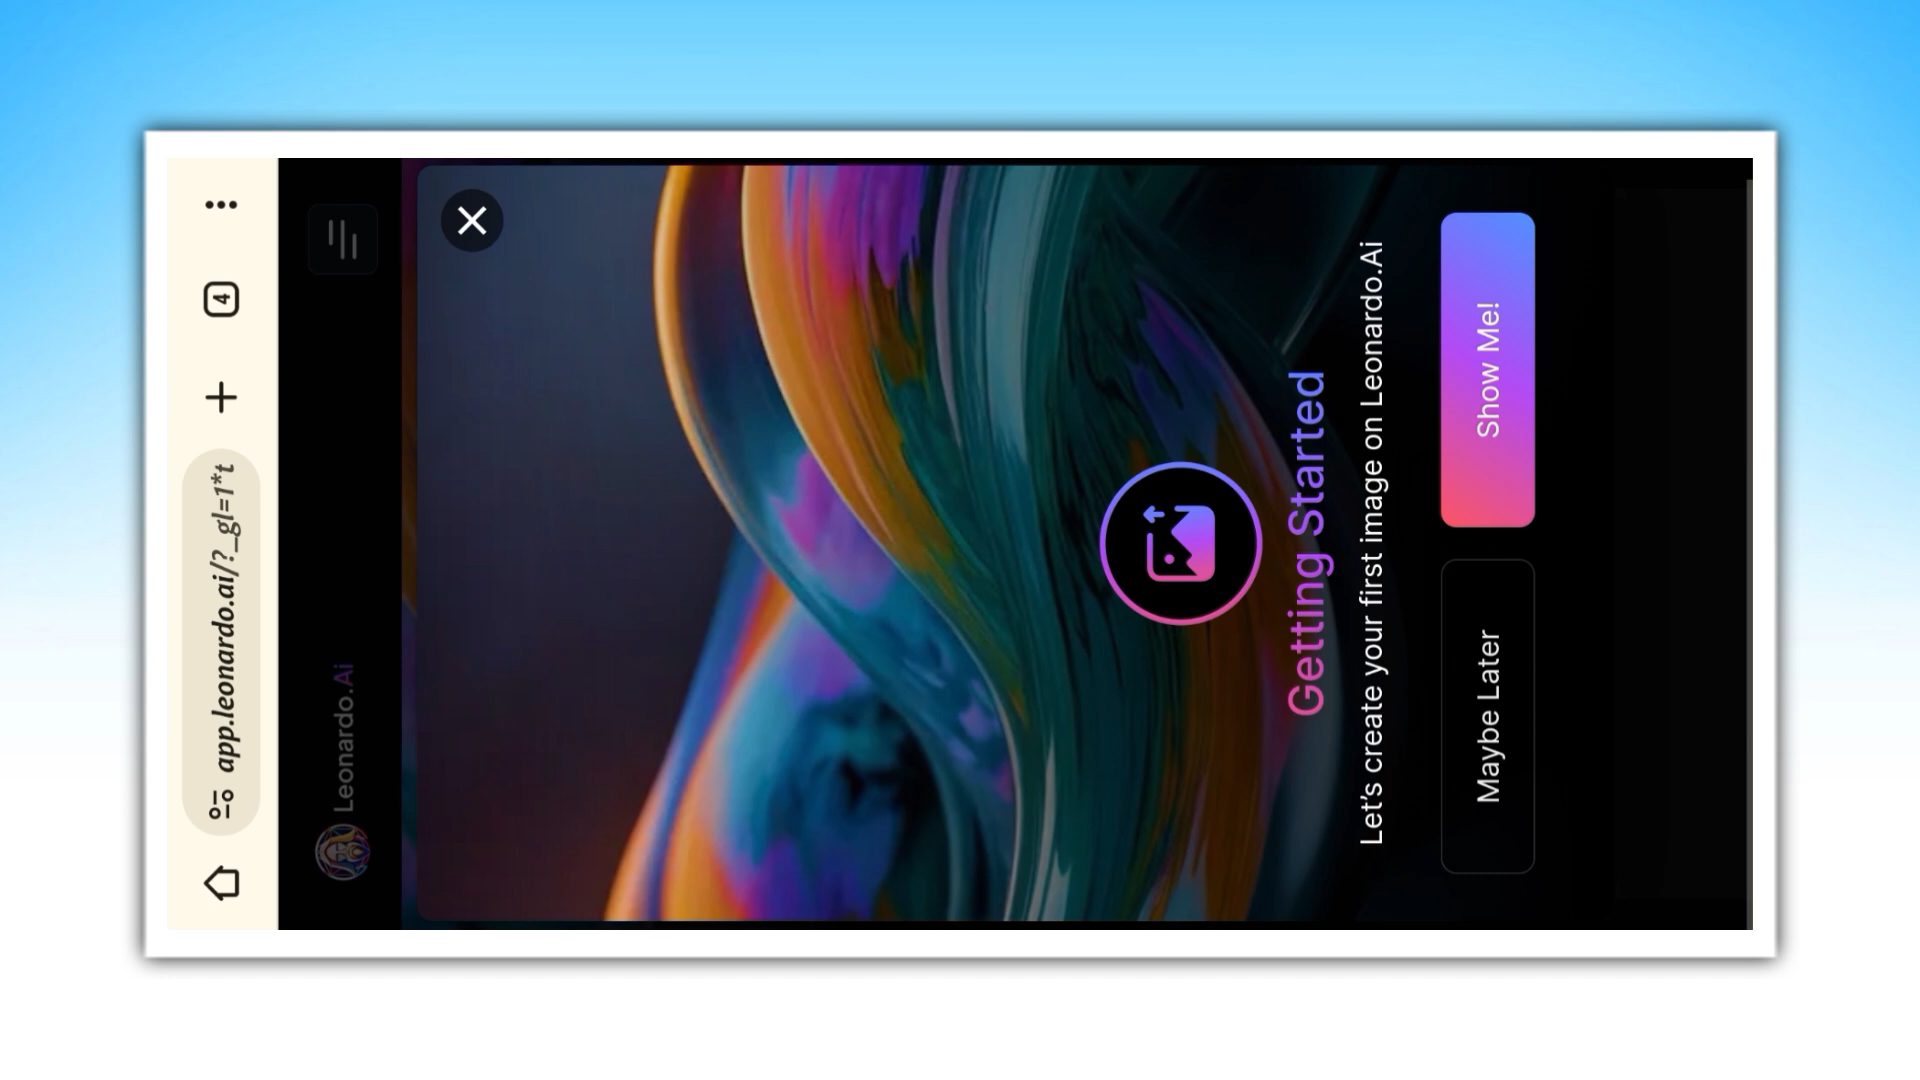 app.leonardo.ai/?_gl=1*t
4
Leonardo.Ai
Getting Started
Let's create your first image on Leonardo.Ai
Maybe Later
Show Me!